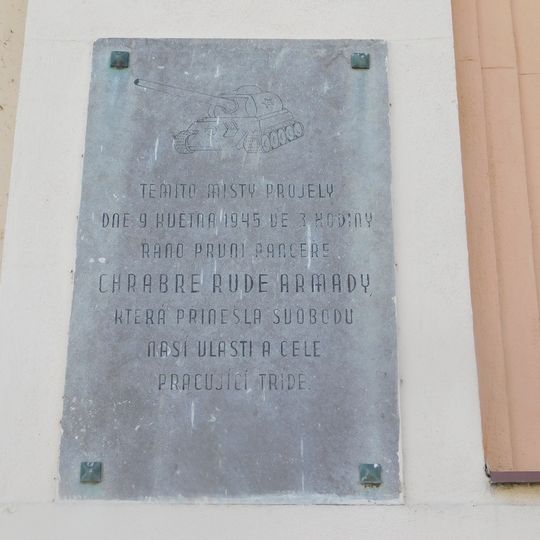 TĚMITO MÍSTY PROJELY
DNE 9 KVĚTNA 1945 VE 3 HODINY
RÁNO PRVNÍ PANCÉŘE
CHRABRÉ RUDÉ ARMÁDY,
KTERÁ PŘINESLA SVOBODU
NAŠÍ VLASTI A CELÉ
PRACUJÍCÍ TŘÍDĚ.